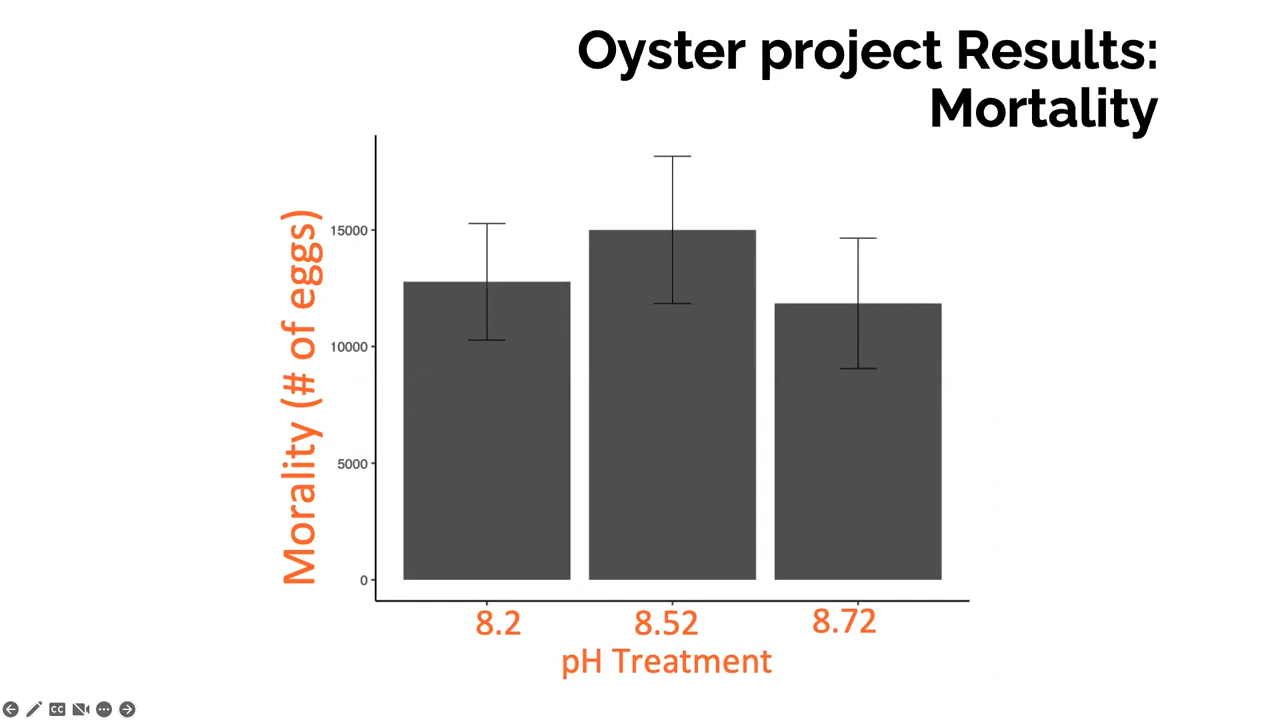 Oyster project Results:
Mortality
Morality (# of eggs)
15000
10000
5000
0
8.2
8.52
8.72
pH Treatment
CC